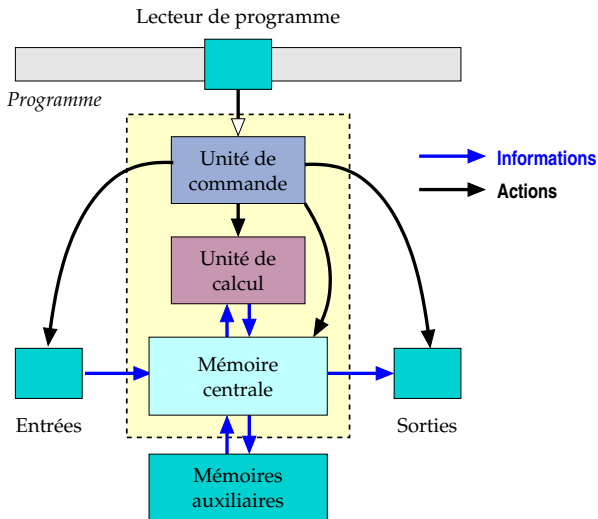 Lecteur de programme
Programme
Unité de
commande
Informations
Actions
Unité de
calcul
Mémoire
centrale
Entrées
Sorties
Mémoires
auxiliaires